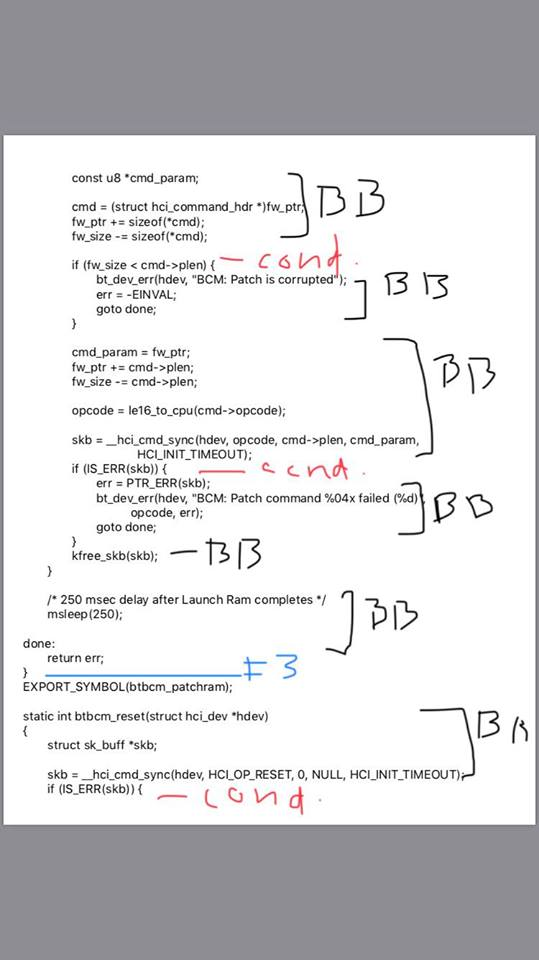 const u8 *cmd_param;
BB
cmd = (struct hci_command_hdr *)fw_ptr;
fw_ptr += sizeof(*cmd);
fw_size -= sizeof(*cmd);
if (fw_size < cmd->plen) { - cond.
bt_dev_err(hdev, "BCM: Patch is corrupted");
BB
err = -EINVAL;
goto done;
}
cmd_param = fw_ptr;
fw_ptr += cmd->plen;
BB
fw_size -= cmd->plen;
opcode = le16_to_cpu(cmd->opcode);
skb = __hci_cmd_sync(hdev, opcode, cmd->plen, cmd_param,
HCI_INIT_TIMEOUT);
if (IS_ERR(skb)) { — cond.
err = PTR_ERR(skb);
bt_dev_err(hdev, "BCM: Patch command %04x failed (%d)
BB
opcode, err);
goto done;
}
kfree_skb(skb); — BB
}
/* 250 msec delay after Launch Ram completes */
msleep(250);
BB
done:
return err;
} #3
EXPORT_SYMBOL(btbcm_patchram);
static int btbcm_reset(struct hci_dev *hdev)
BB
{
struct sk_buff *skb;
skb = __hci_cmd_sync(hdev, HCI_OP_RESET, 0, NULL, HCI_INIT_TIMEOUT);
if (IS_ERR(skb)) { — cond.